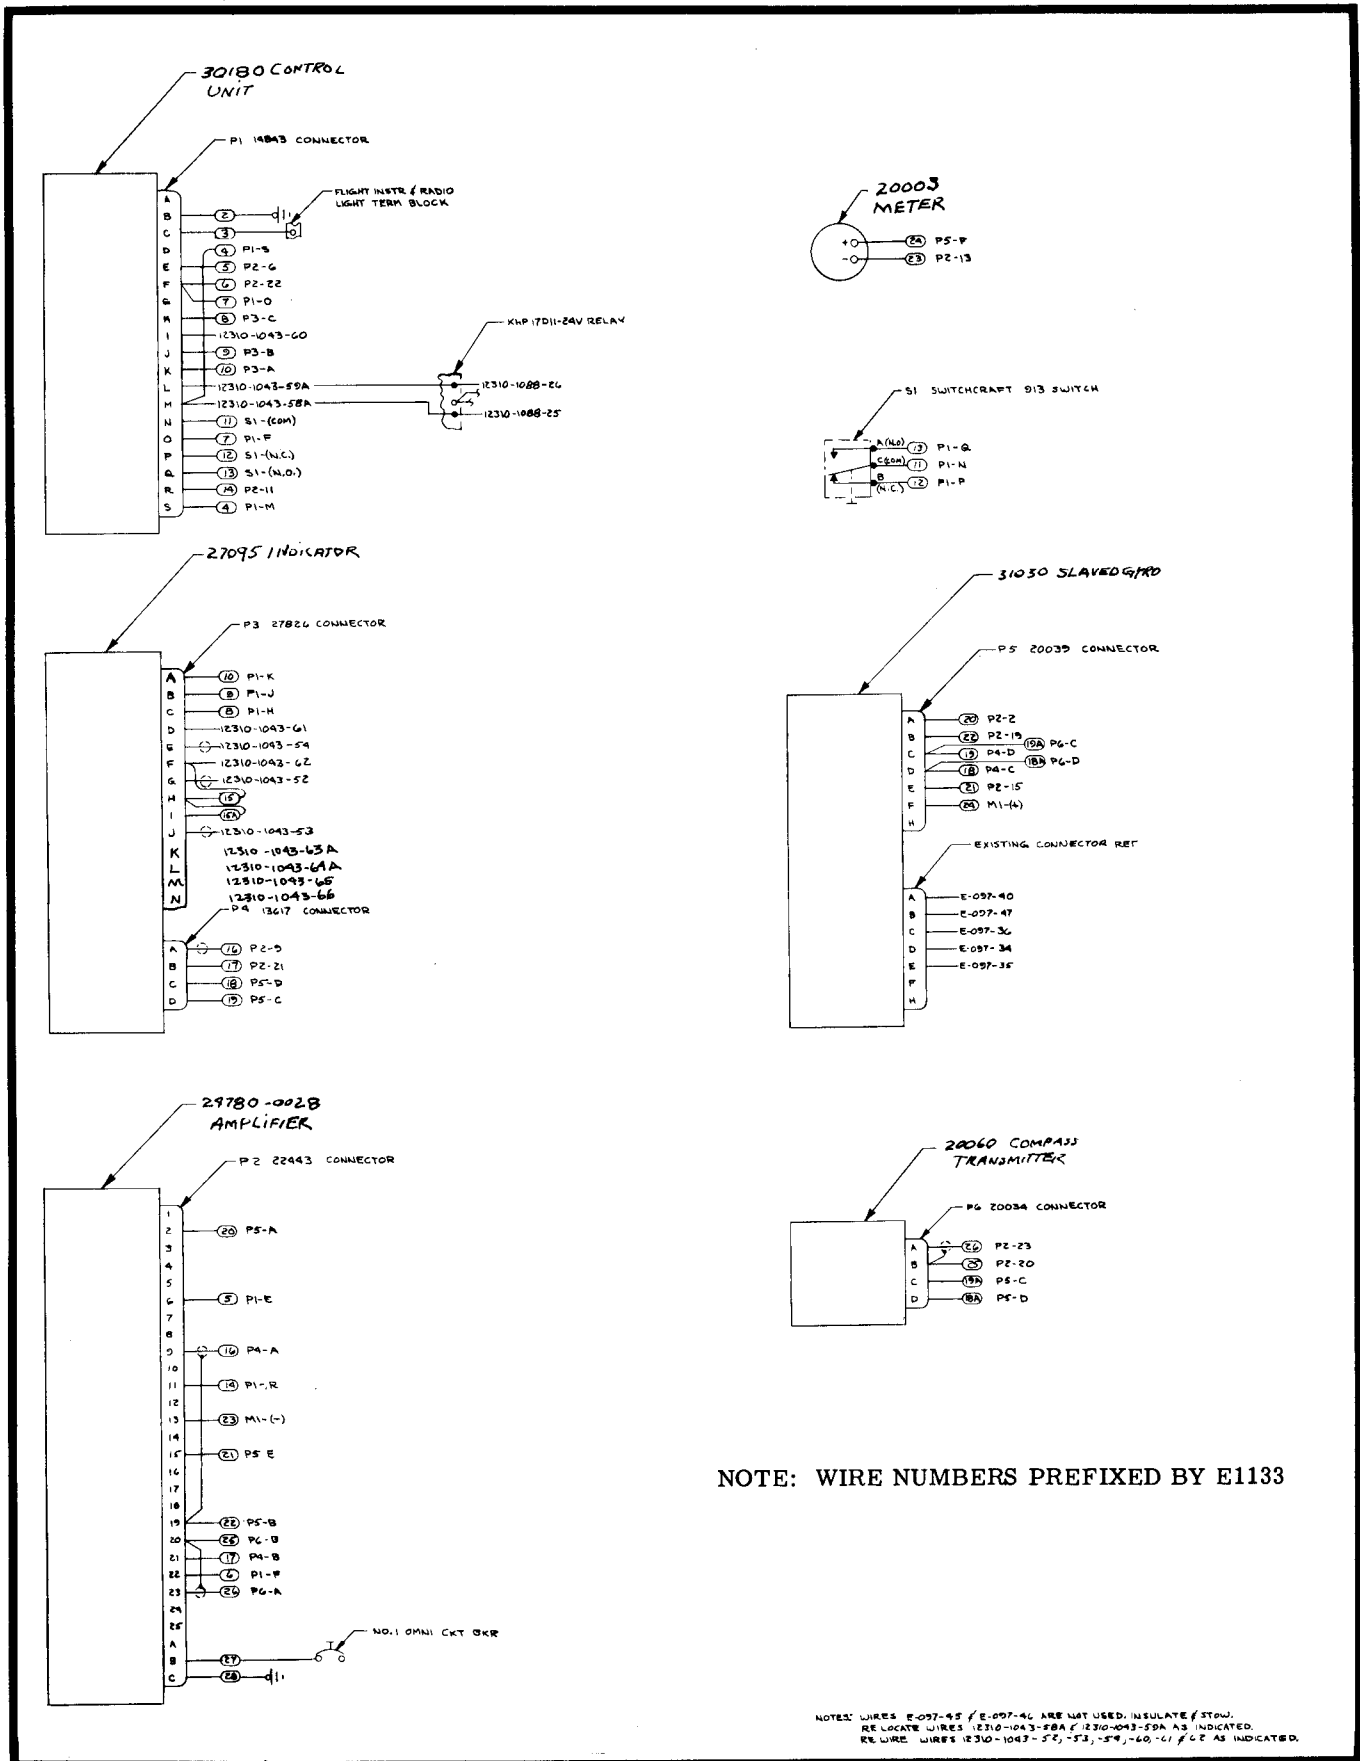 30180 CONTROL
UNIT
P1 14843 CONNECTOR
FLIGHT INSTR & RADIO
LIGHT TERM BLOCK
A
B 2
C 3
D 4 P1-S
E 5 P2-6
F 6 P2-22
G 7 P1-O
H 8 P3-C
I 12310-1043-60
J 9 P3-B
K 10 P3-A
L 12310-1043-59A
M 12310-1043-58A
N 11 S1-(COM)
O 7 P1-F
P 12 S1-(N.C.)
Q 13 S1-(N.O.)
R 14 P2-11
S 4 P1-M
KHP17D11-24V RELAY
12310-1088-26
12310-1088-25
20003
METER
+ 24 P5-F
- 23 P2-13
S1 SWITCHCRAFT 913 SWITCH
A (N.O) 13 P1-Q
C (COM) 11 P1-N
B (N.C.) 12 P1-P
27095 INDICATOR
P3 27826 CONNECTOR
A 10 P1-K
B 9 P1-J
C 8 P1-H
D 12310-1043-61
E 12310-1043-54
F 12310-1043-62
G 12310-1043-52
H 15
I 15A
J 12310-1043-53
K 12310-1043-63A
L 12310-1043-64A
M 12310-1043-65
N 12310-1043-66
P4 13617 CONNECTOR
A 16 P2-9
B 17 P2-21
C 18 P5-D
D 19 P5-C
31030 SLAVED GYRO
P5 20039 CONNECTOR
A 20 P2-2
B 22 P2-19
19A P6-C
C 19 P4-D
18A P6-D
D 18 P4-C
E 21 P2-15
F 24 M1-(+)
H
EXISTING CONNECTOR REF
A E-097-40
B E-097-47
C E-097-36
D E-097-34
E E-097-35
F
H
29780-0028
AMPLIFIER
P2 22443 CONNECTOR
1
2 20 P5-A
3
4
5
6 5 P1-E
7
8
9 16 P4-A
10
11 14 P1-R
12
13 23 M1-(-)
14
15 21 P5 E
16
17
18
19 22 P5-B
20 25 P6-B
21 17 P4-B
22 6 P1-F
23 26 P6-A
24
25
A
B 27
C 28
NO.1 OMNI CKT BKR
20060 COMPASS
TRANSMITTER
P6 20034 CONNECTOR
A 26 P2-23
B 25 P2-20
C 19A P5-C
D 18A P5-D
NOTE: WIRE NUMBERS PREFIXED BY E1133
NOTES: WIRES E-097-45 & E-097-46 ARE NOT USED. INSULATE & STOW.
RE LOCATE WIRES 12310-1043-58A & 12310-1043-59A AS INDICATED.
RE WIRE WIRES 12310-1043-52, -53, -54, -60, -61 & 62 AS INDICATED.